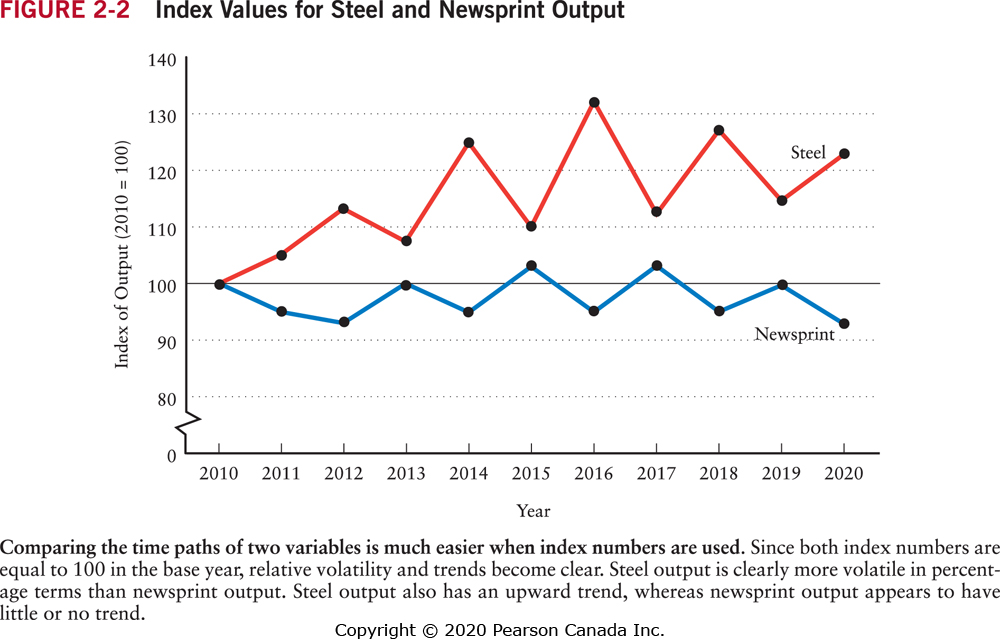 FIGURE 2-2 Index Values for Steel and Newsprint Output
Index of Output (2010 = 100)
140
130
120
110
100
90
80
0
Steel
Newsprint
2010 2011 2012 2013 2014 2015 2016 2017 2018 2019 2020
Year
Comparing the time paths of two variables is much easier when index numbers are used. Since both index numbers are
equal to 100 in the base year, relative volatility and trends become clear. Steel output is clearly more volatile in percent-
age terms than newsprint output. Steel output also has an upward trend, whereas newsprint output appears to have
little or no trend.
Copyright © 2020 Pearson Canada Inc.